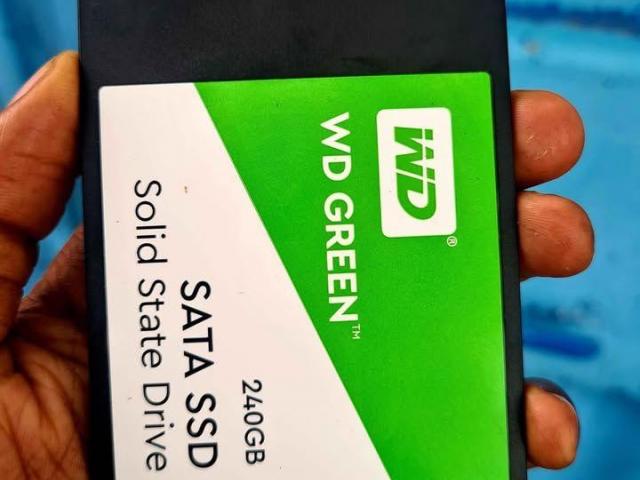 WD®
WD GREEN™
240GB
SATA SSD
Solid State Drive